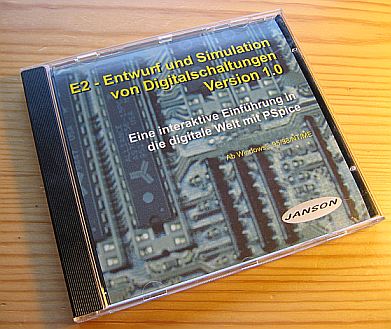 E2 - Entwurf und Simulation
von Digitalschaltungen
Version 1.0
Eine interaktive Einführung in
die digitale Welt mit PSpice
Ab Windows 95/98/NT/ME
JANSON